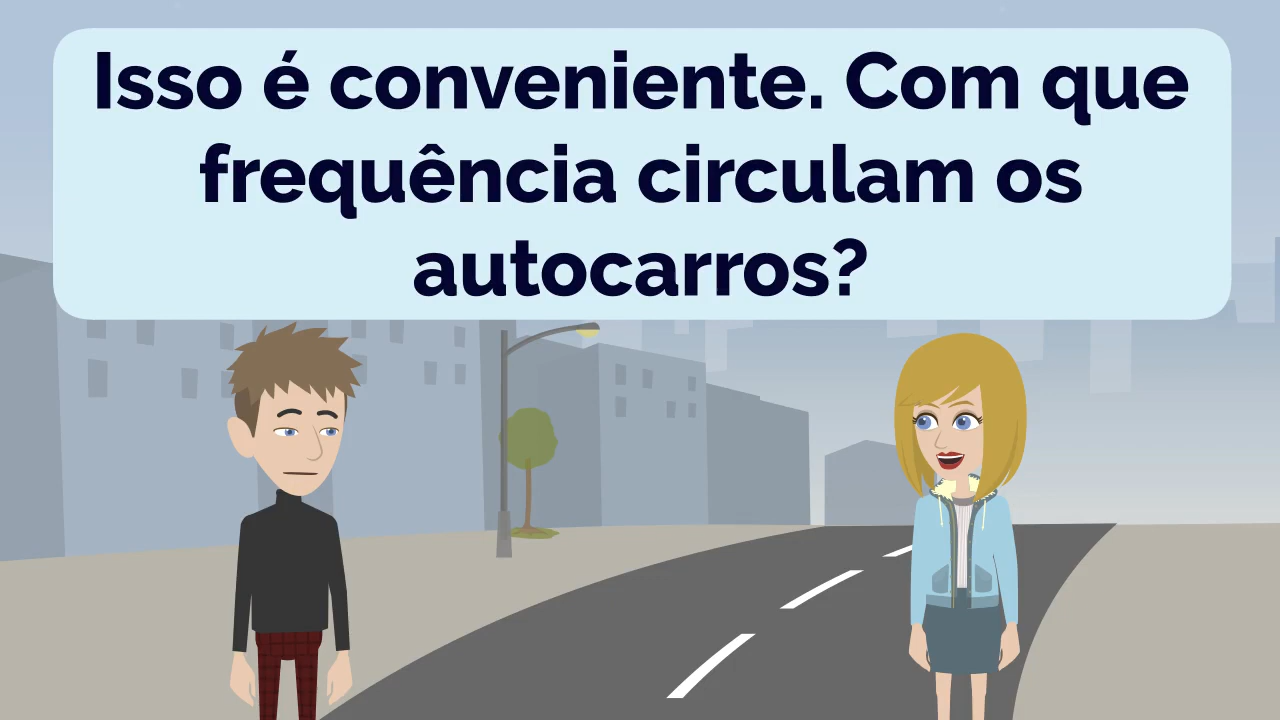 Isso é conveniente. Com que
frequência circulam os
autocarros?